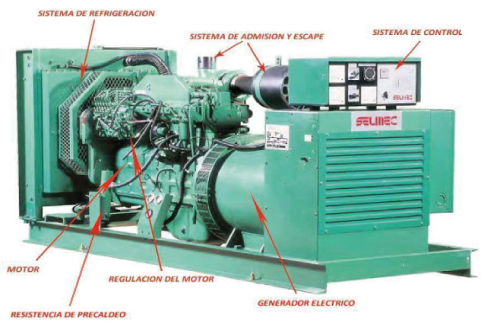 SISTEMA DE REFRIGERACION
SISTEMA DE ADMISION Y ESCAPE
SISTEMA DE CONTROL
SELMEC
MOTOR
REGULACION DEL MOTOR
GENERADOR ELECTRICO
RESISTENCIA DE PRECALDEO